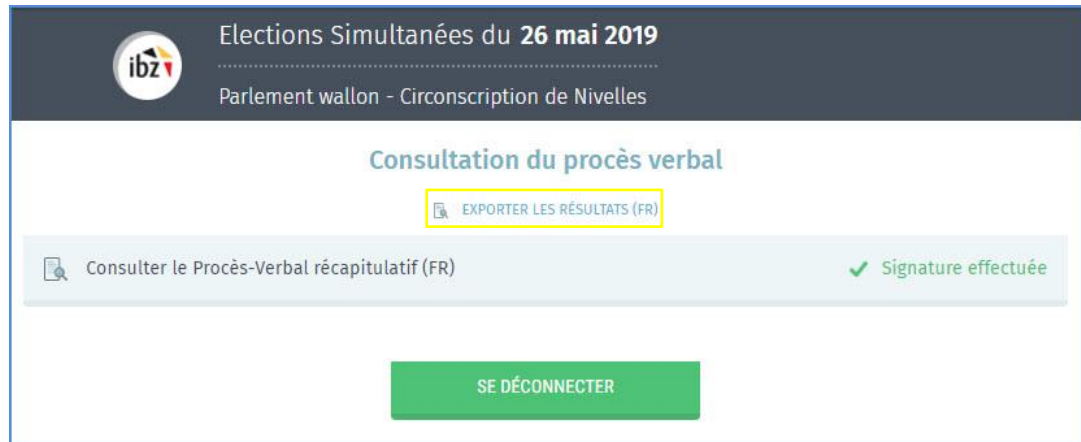 ibz
Elections Simultanées du 26 mai 2019
Parlement wallon - Circonscription de Nivelles
Consultation du procès verbal
EXPORTER LES RÉSULTATS (FR)
Consulter le Procès-Verbal récapitulatif (FR)
Signature effectuée
SE DÉCONNECTER